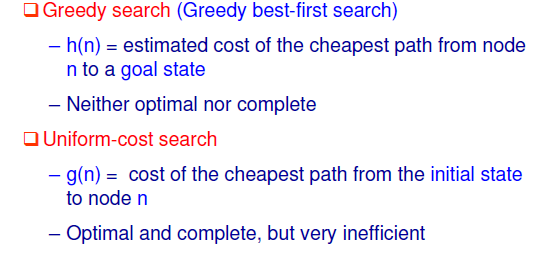 ❑ Greedy search (Greedy best-first search)
– h(n) = estimated cost of the cheapest path from node
n to a goal state
– Neither optimal nor complete
❑ Uniform-cost search
– g(n) = cost of the cheapest path from the initial state
to node n
– Optimal and complete, but very inefficient